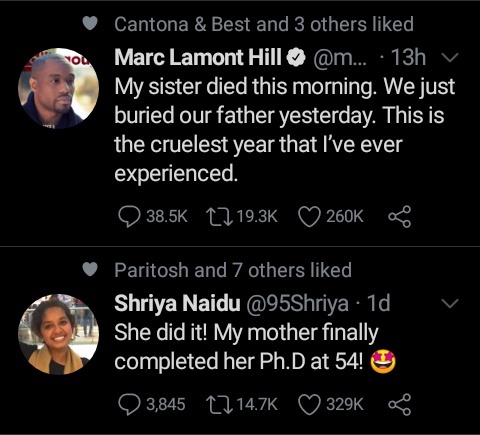 Cantona & Best and 3 others liked
Marc Lamont Hill @m... · 13h
My sister died this morning. We just
buried our father yesterday. This is
the cruelest year that I've ever
experienced.
38.5K 19.3K 260K
Paritosh and 7 others liked
Shriya Naidu @95Shriya · 1d
She did it! My mother finally
completed her Ph.D at 54! 🤩
3,845 14.7K 329K